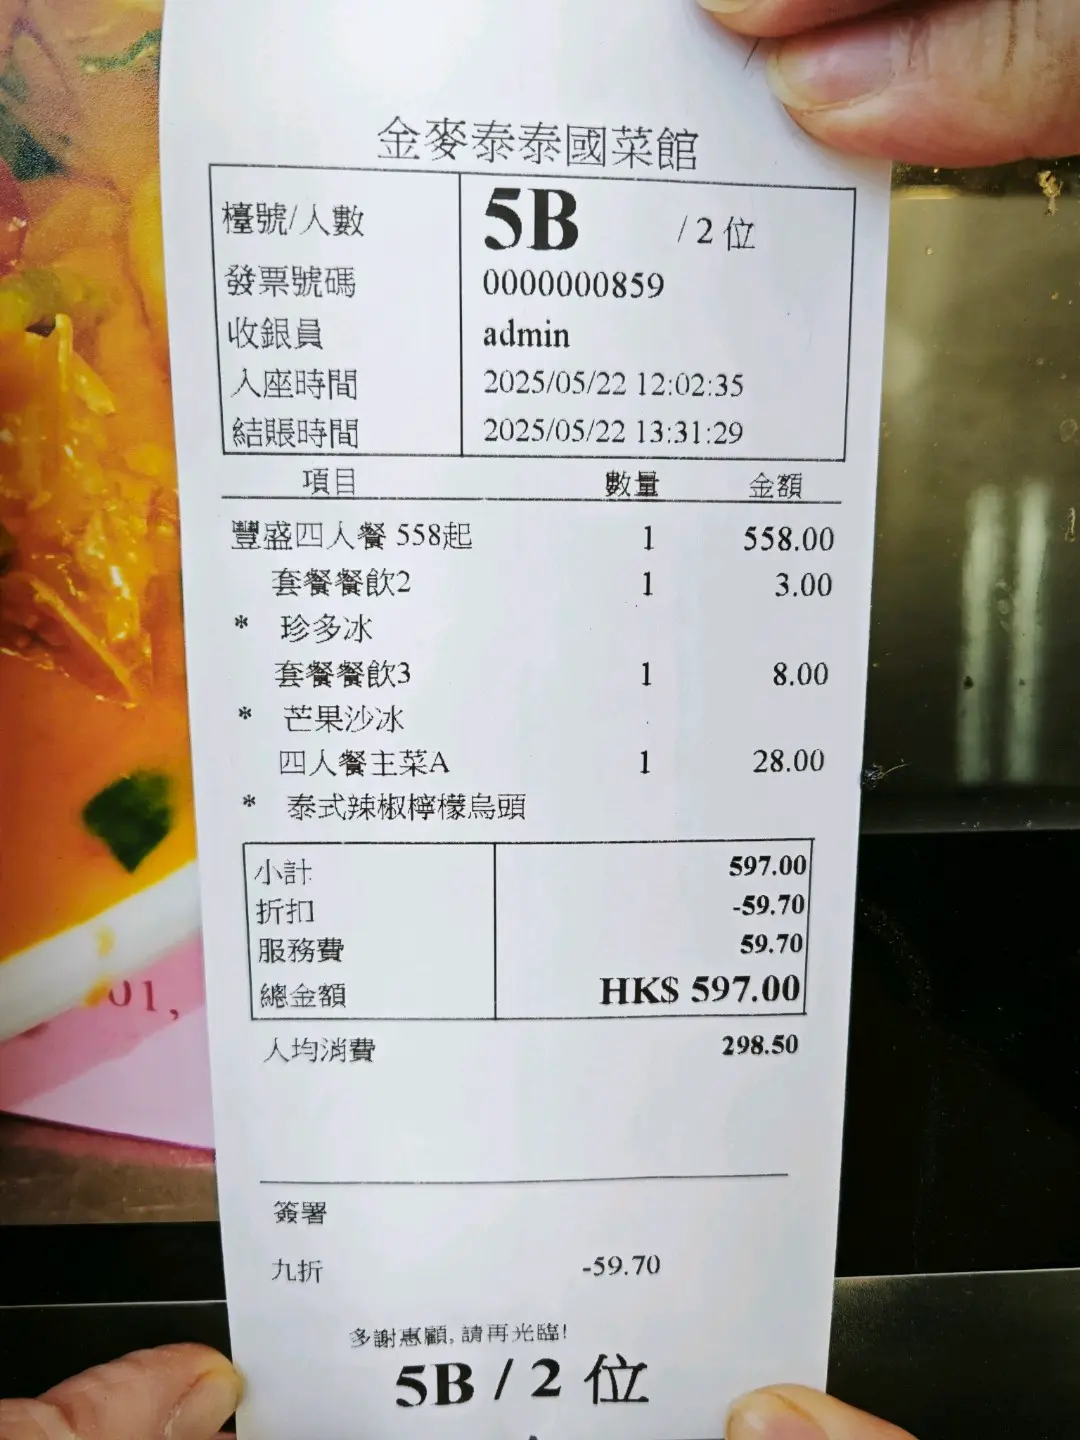 金麥泰泰國菜館
檯號/人數 5B / 2 位
發票號碼 0000000859
收銀員 admin
入座時間 2025/05/22 12:02:35
結賬時間 2025/05/22 13:31:29
項目 數量 金額
豐盛四人餐 558起 1 558.00
套餐餐飲2 1 3.00
* 珍多冰
套餐餐飲3 1 8.00
* 芒果沙冰
四人餐主菜A 1 28.00
* 泰式辣椒檸檬烏頭
小計 597.00
折扣 -59.70
服務費 59.70
總金額 HK$ 597.00
人均消費 298.50
簽署
九折 -59.70
多謝惠顧, 請再光臨!
5B / 2 位
01,